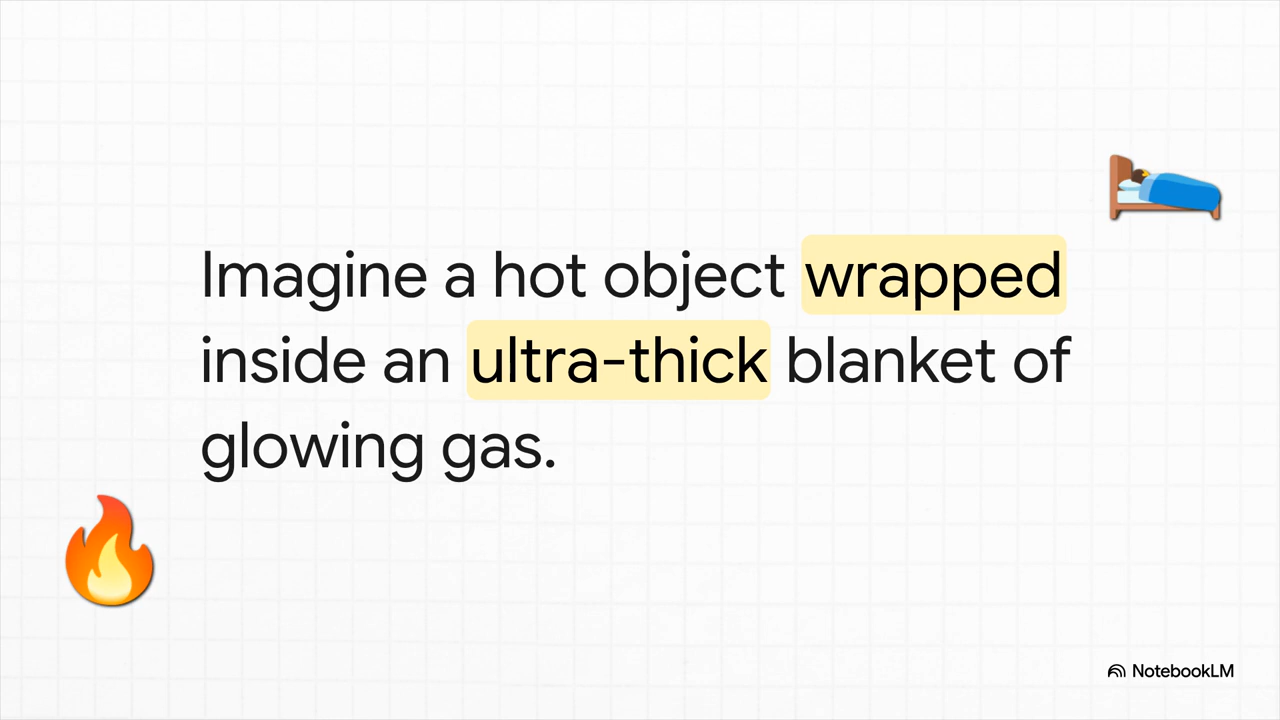 Imagine a hot object wrapped
inside an ultra-thick blanket of
glowing gas.
NotebookLM